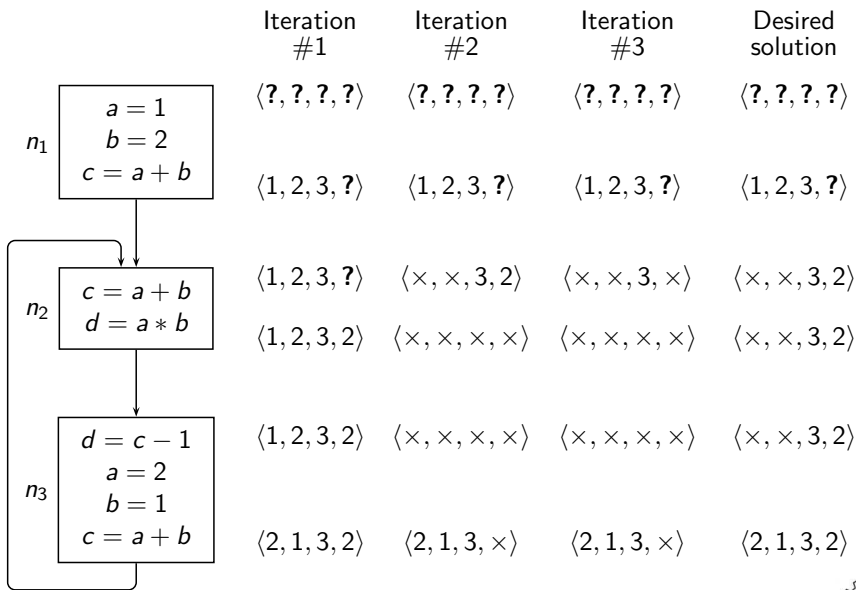 Iteration #1 Iteration #2 Iteration #3 Desired solution
⟨?, ?, ?, ?⟩ ⟨?, ?, ?, ?⟩ ⟨?, ?, ?, ?⟩ ⟨?, ?, ?, ?⟩
n₁
a = 1
b = 2
c = a + b
⟨1, 2, 3, ?⟩ ⟨1, 2, 3, ?⟩ ⟨1, 2, 3, ?⟩ ⟨1, 2, 3, ?⟩
⟨1, 2, 3, ?⟩ ⟨×, ×, 3, 2⟩ ⟨×, ×, 3, ×⟩ ⟨×, ×, 3, 2⟩
n₂
c = a + b
d = a ∗ b
⟨1, 2, 3, 2⟩ ⟨×, ×, ×, ×⟩ ⟨×, ×, ×, ×⟩ ⟨×, ×, 3, 2⟩
⟨1, 2, 3, 2⟩ ⟨×, ×, ×, ×⟩ ⟨×, ×, ×, ×⟩ ⟨×, ×, 3, 2⟩
n₃
d = c − 1
a = 2
b = 1
c = a + b
⟨2, 1, 3, 2⟩ ⟨2, 1, 3, ×⟩ ⟨2, 1, 3, ×⟩ ⟨2, 1, 3, 2⟩